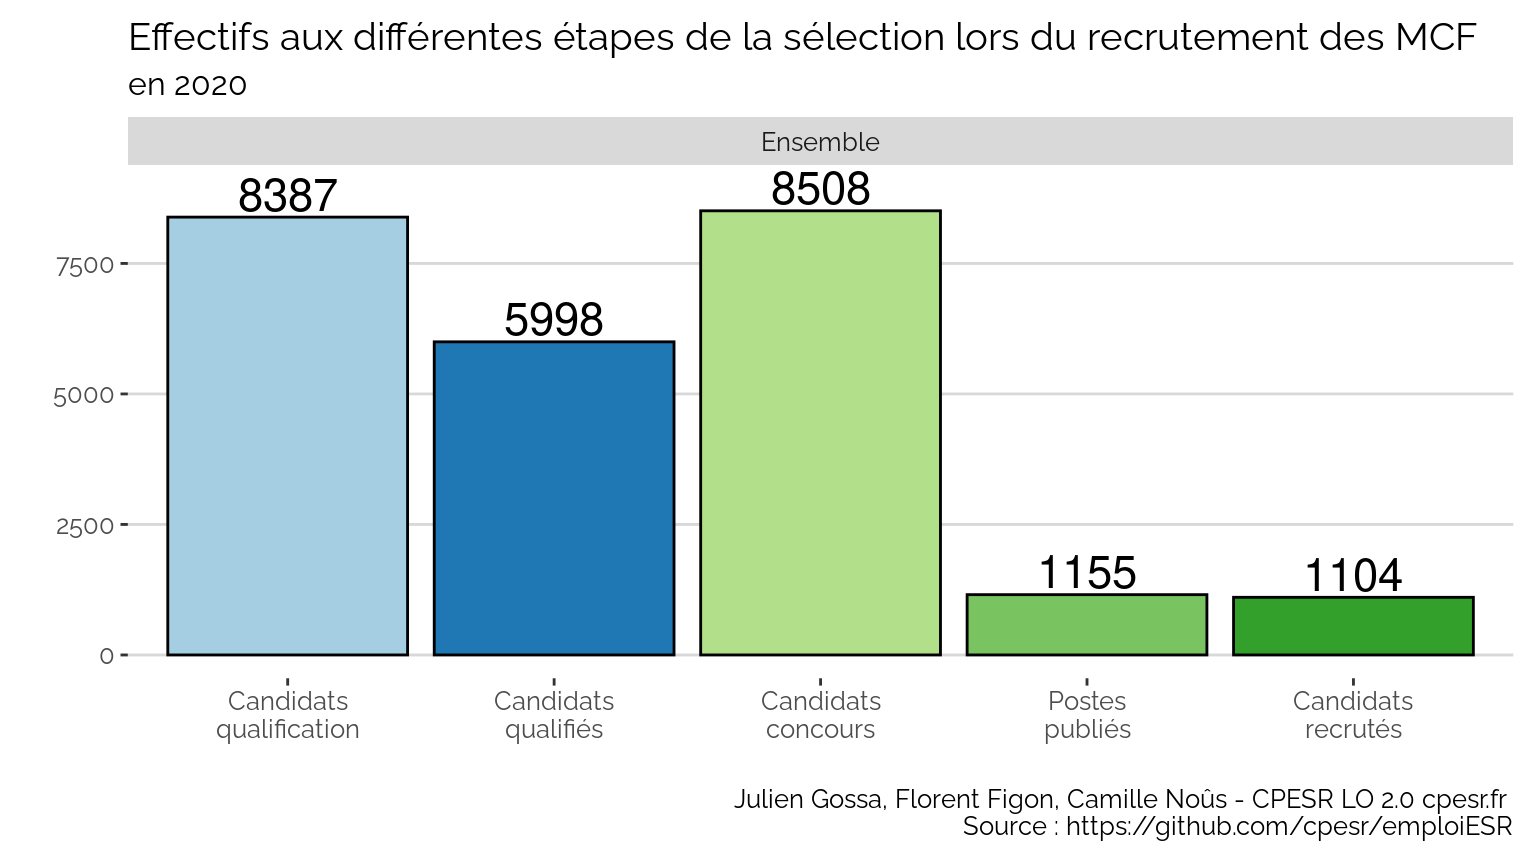 Effectifs aux différentes étapes de la sélection lors du recrutement des MCF
en 2020
Ensemble
8387
5998
8508
1155
1104
7500
5000
2500
0
Candidats
qualification
Candidats
qualifiés
Candidats
concours
Postes
publiés
Candidats
recrutés
Julien Gossa, Florent Figon, Camille Noûs - CPESR LO 2.0 cpesr.fr
Source : https://github.com/cpesr/emploiESR